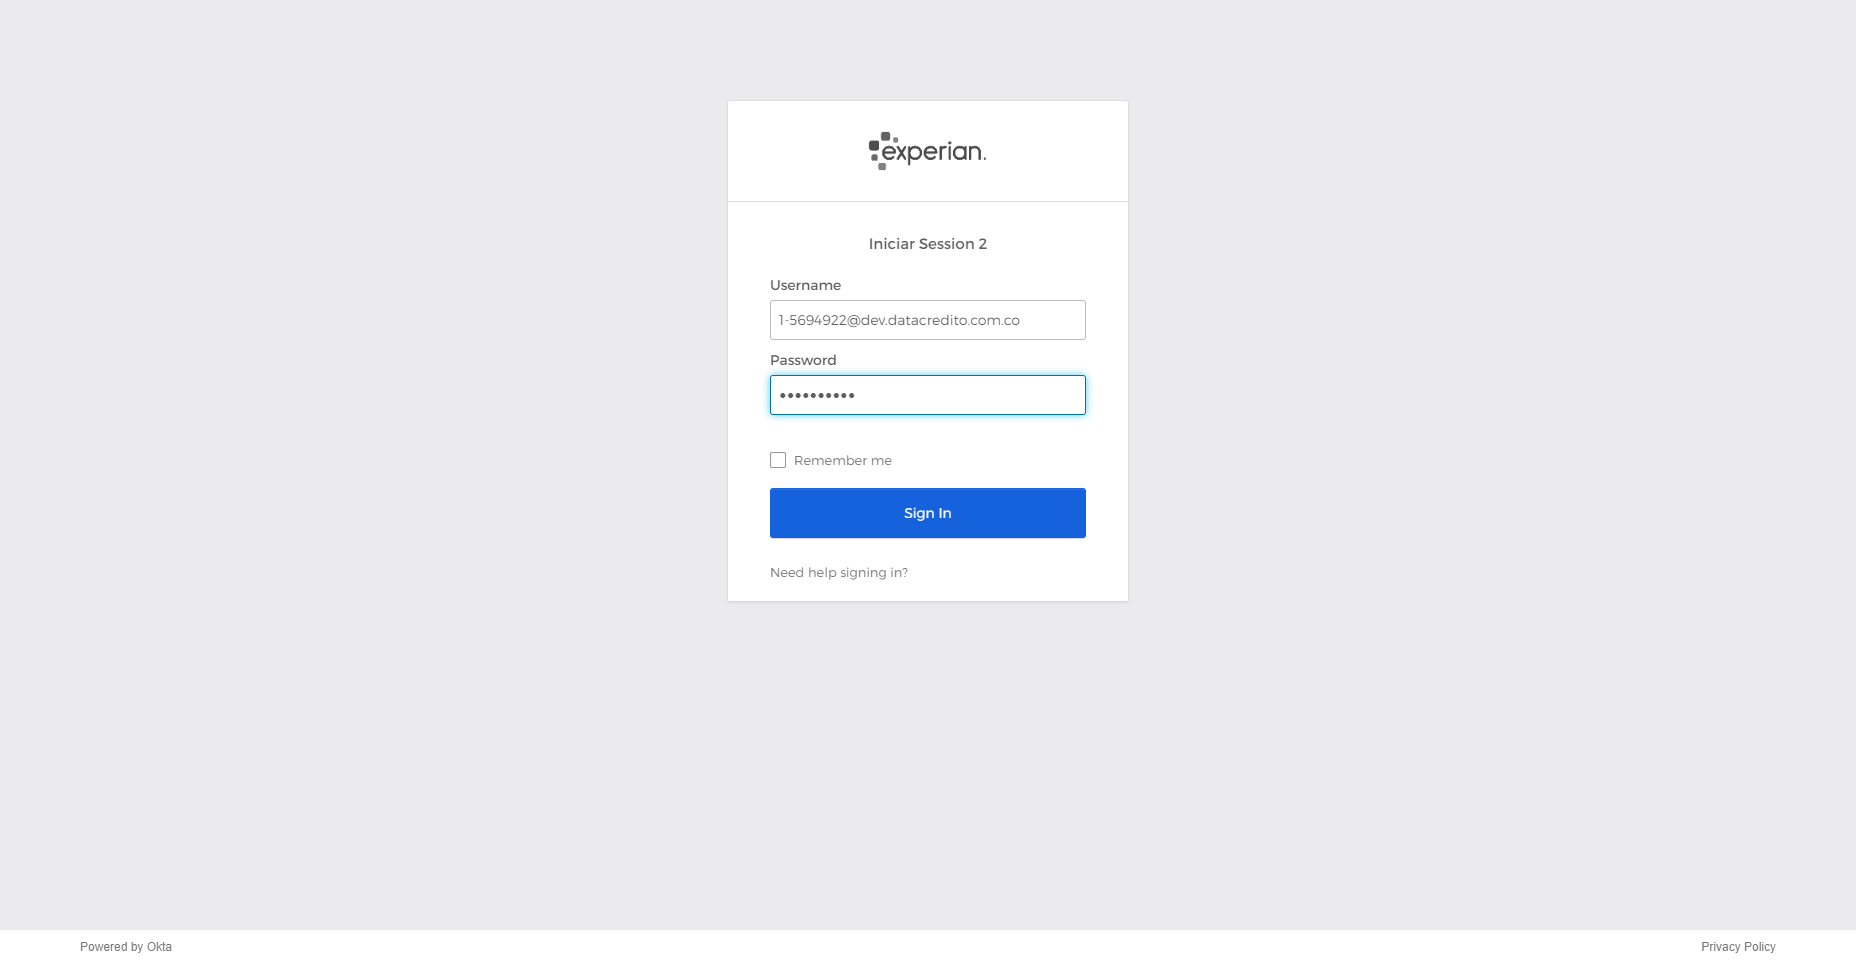 experian.
Iniciar Session 2
Username
1-5694922@dev.datacredito.com.co
Password
••••••••••
Remember me
Sign In
Need help signing in?
Powered by Okta
Privacy Policy